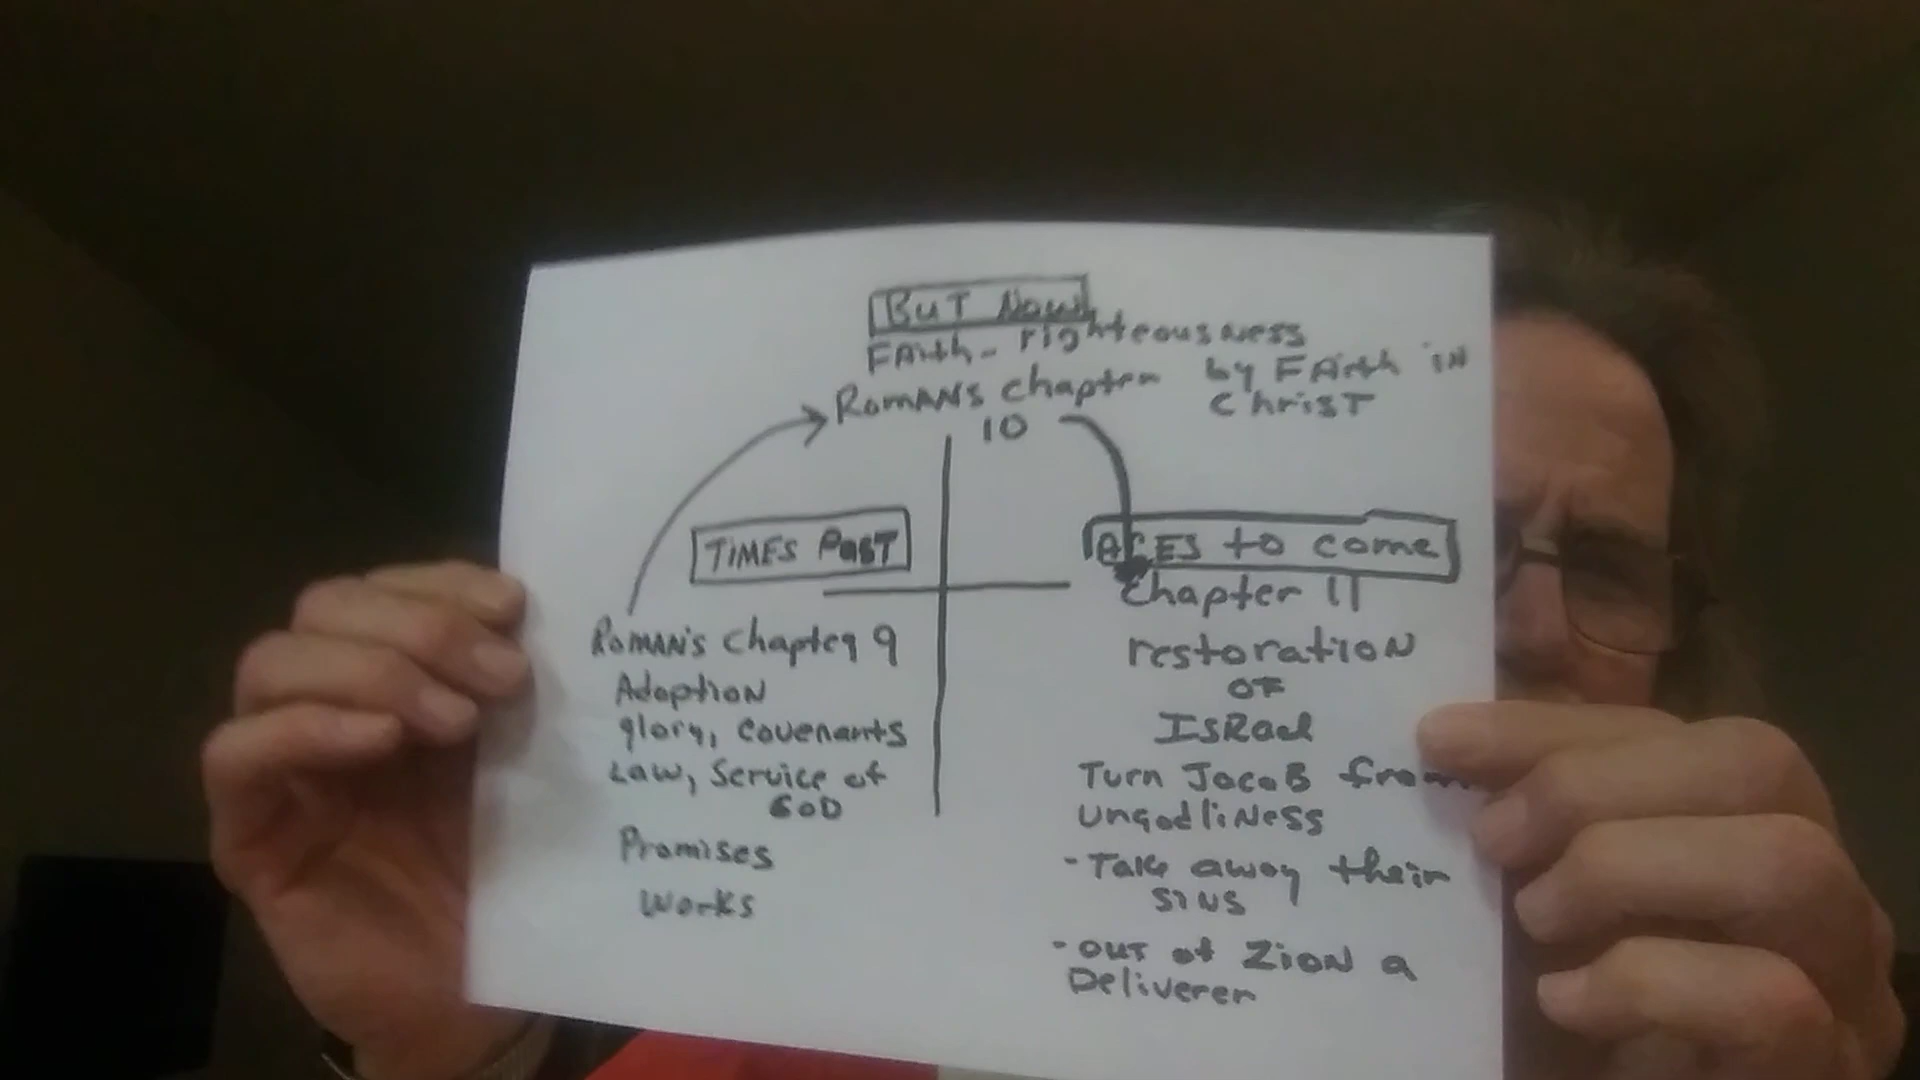 BUT NOW
FAith - righteousness
by FAith in
Christ
Romans chapter
10
TIMES PAST
Roman's Chapter 9
Adoption
glory, Covenants
Law, Service of
GOD
Promises
Works
AGES to come
Chapter 11
restoration
OF
Israel
Turn Jacob from
ungodliness
- Take away their
sins
- OUT of Zion a
Deliverer